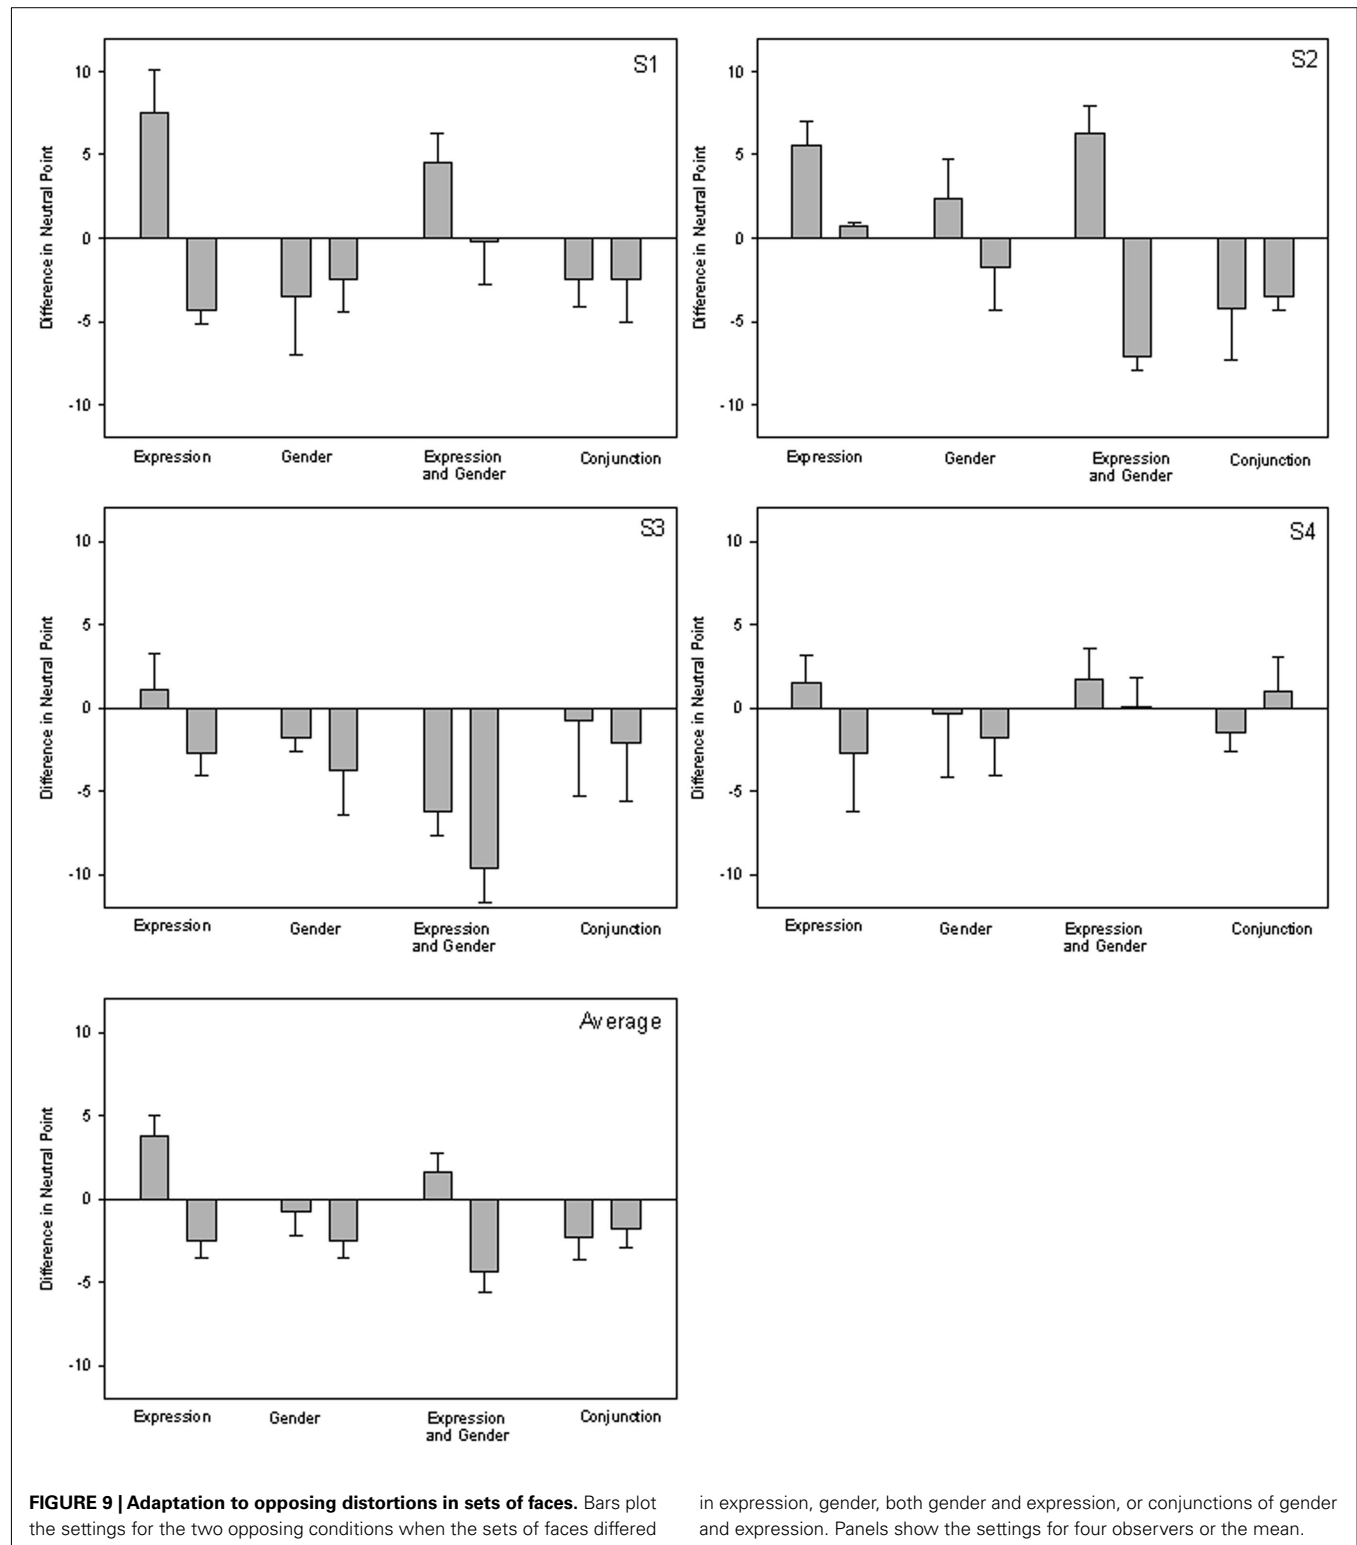 S1
10
5
0
-5
-10
Difference in Neutral Point
Expression Gender Expression and Gender Conjunction
S2
10
5
0
-5
-10
Difference in Neutral Point
Expression Gender Expression and Gender Conjunction
S3
10
5
0
-5
-10
Difference in Neutral Point
Expression Gender Expression and Gender Conjunction
S4
10
5
0
-5
-10
Difference in Neutral Point
Expression Gender Expression and Gender Conjunction
Average
10
5
0
-5
-10
Difference in Neutral Point
Expression Gender Expression and Gender Conjunction
FIGURE 9 | Adaptation to opposing distortions in sets of faces. Bars plot
the settings for the two opposing conditions when the sets of faces differed
in expression, gender, both gender and expression, or conjunctions of gender
and expression. Panels show the settings for four observers or the mean.